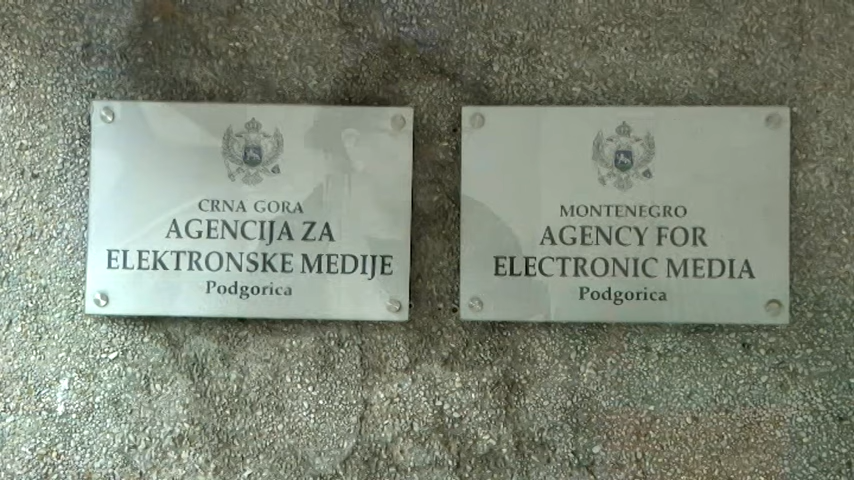 CRNA GORA
AGENCIJA ZA
ELEKTRONSKE MEDIJE
Podgorica
MONTENEGRO
AGENCY FOR
ELECTRONIC MEDIA
Podgorica